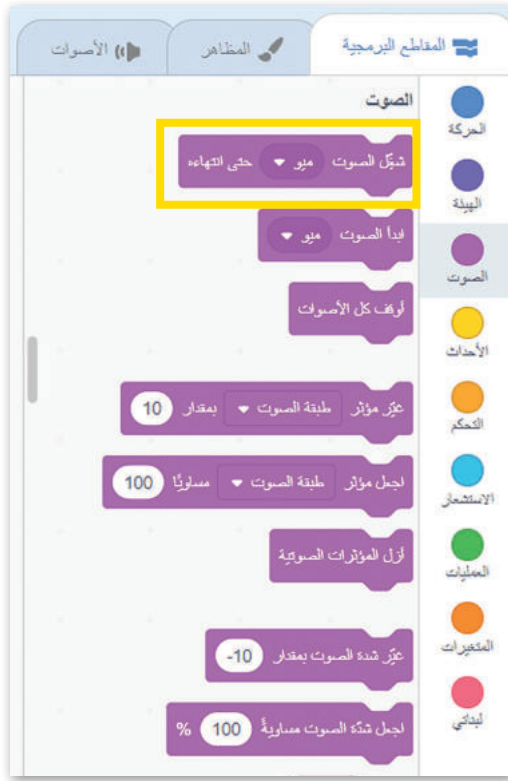 المقاطع البرمجية
المظاهر
الأصوات
الحركة
الهيئة
الصوت
الأحداث
التحكم
الاستشعار
العمليات
المتغيرات
لبناتي
الصوت
شغّل الصوت ميو حتى انتهاءه
ابدأ الصوت ميو
أوقف كل الأصوات
غيّر مؤثر طبقة الصوت بمقدار 10
اجعل مؤثر طبقة الصوت مساويًا 100
أزل المؤثرات الصوتية
غيّر شدة الصوت بمقدار -10
اجعل شدّة الصوت مساويةً 100 %